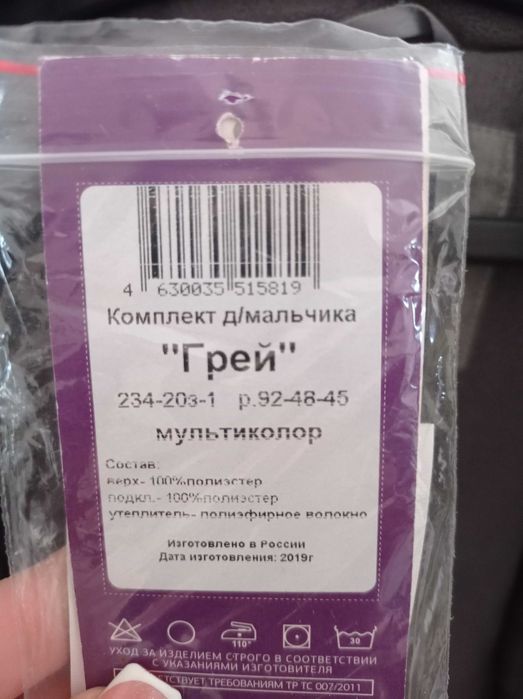 4 630035 515819
Комплект д/мальчика
"Грей"
234-20з-1 р.92-48-45
мультиколор
Состав:
верх- 100%полиэстер
подкл.- 100%полиэстер
утеплитель- полиэфирное волокно
Изготовлено в России
Дата изготовления: 2019г
110°
30
УХОД ЗА ИЗДЕЛИЕМ СТРОГО В СООТВЕТСТВИИ
С УКАЗАНИЯМИ ИЗГОТОВИТЕЛЯ
ТРЕБОВАНИЯМ ТР ТС 007/2011